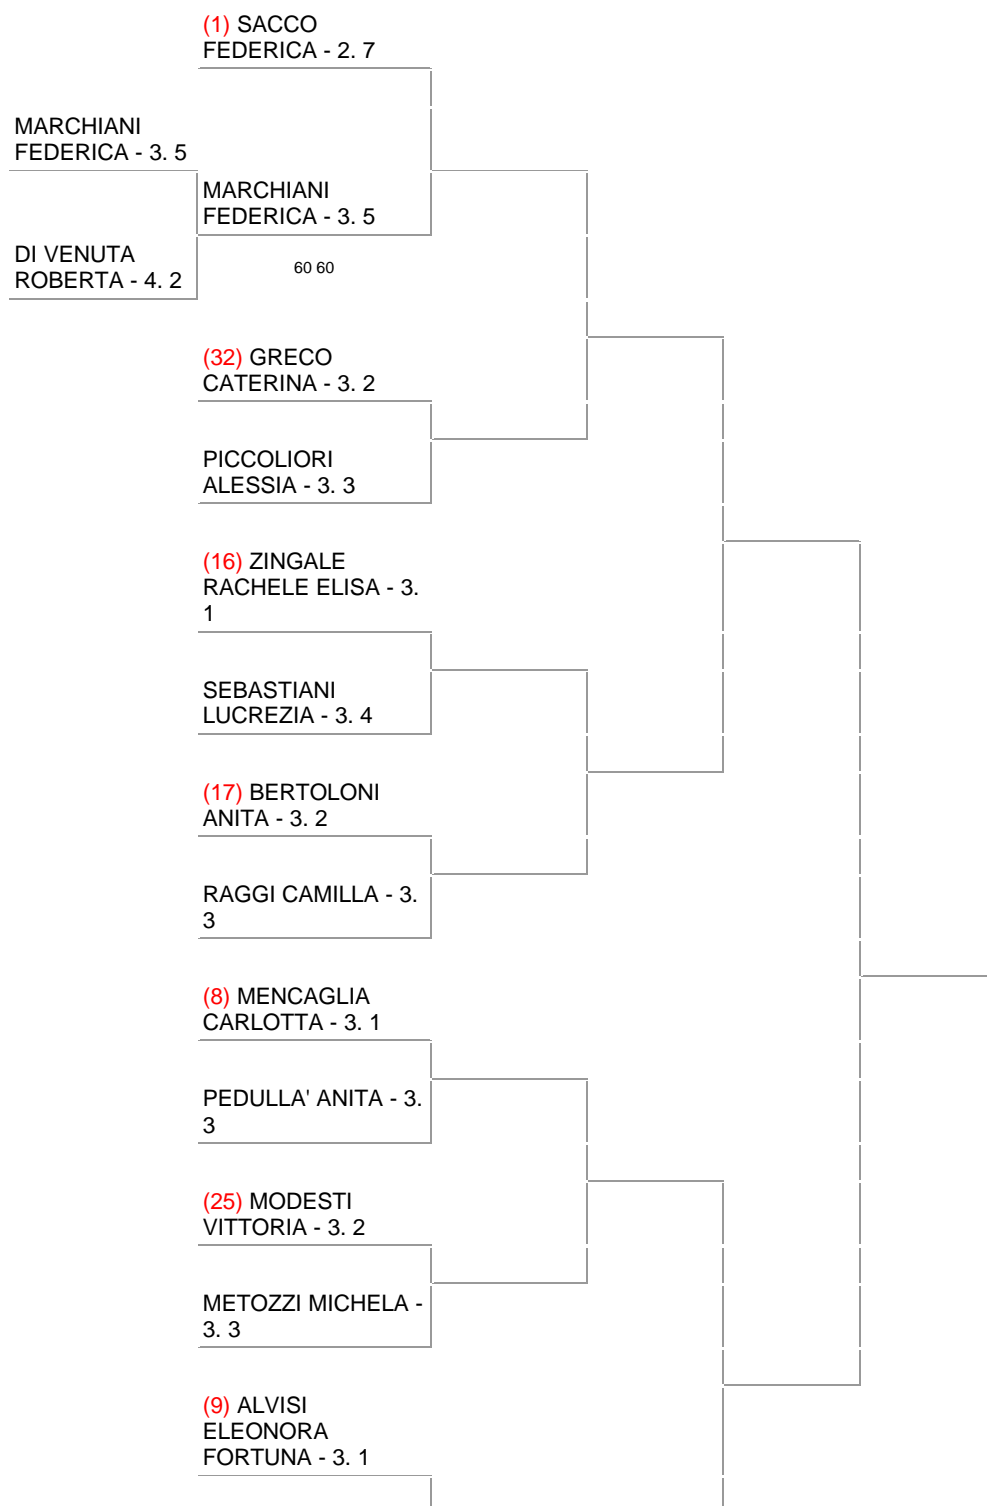 (1) SACCO
FEDERICA - 2. 7
MARCHIANI
FEDERICA - 3. 5
MARCHIANI
FEDERICA - 3. 5
DI VENUTA
ROBERTA - 4. 2
60 60
(32) GRECO
CATERINA - 3. 2
PICCOLIORI
ALESSIA - 3. 3
(16) ZINGALE
RACHELE ELISA - 3.
1
SEBASTIANI
LUCREZIA - 3. 4
(17) BERTOLONI
ANITA - 3. 2
RAGGI CAMILLA - 3.
3
(8) MENCAGLIA
CARLOTTA - 3. 1
PEDULLA' ANITA - 3.
3
(25) MODESTI
VITTORIA - 3. 2
METOZZI MICHELA -
3. 3
(9) ALVISI
ELEONORA
FORTUNA - 3. 1